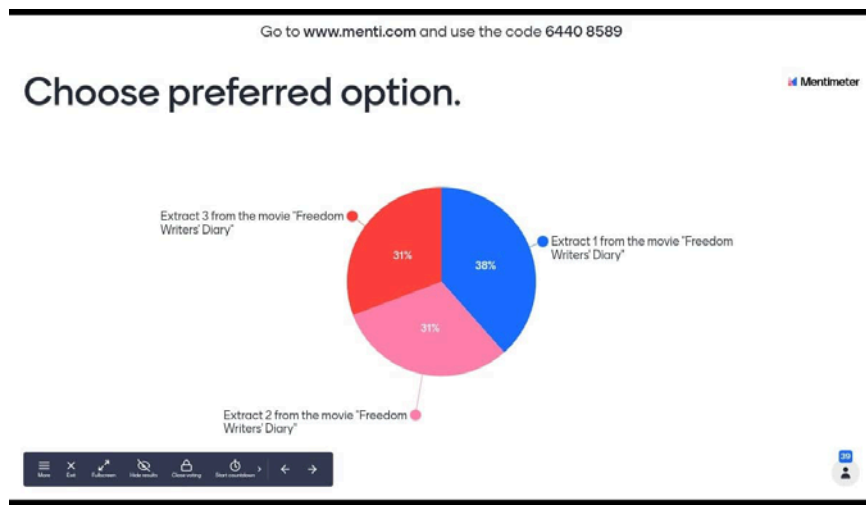 Go to www.menti.com and use the code 6440 8589
Choose preferred option.
Mentimeter
Extract 3 from the movie "Freedom
Writers' Diary"
31%
38%
Extract 1 from the movie "Freedom
Writers' Diary"
31%
Extract 2 from the movie "Freedom
Writers' Diary"
39
More Exit Fullscreen Hide results Close voting Start countdown